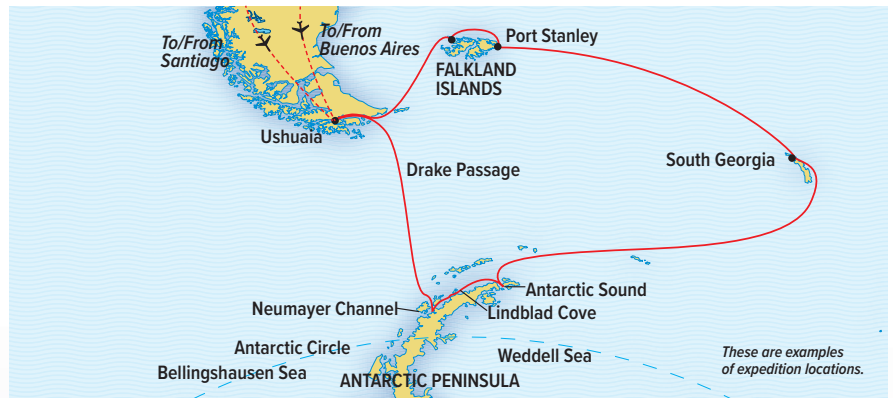 To/From
Santiago
To/From
Buenos Aires
Port Stanley
FALKLAND
ISLANDS
Ushuaia
Drake Passage
South Georgia
Antarctic Sound
Neumayer Channel
Lindblad Cove
Antarctic Circle
Weddell Sea
Bellingshausen Sea
ANTARCTIC PENINSULA
These are examples
of expedition locations.